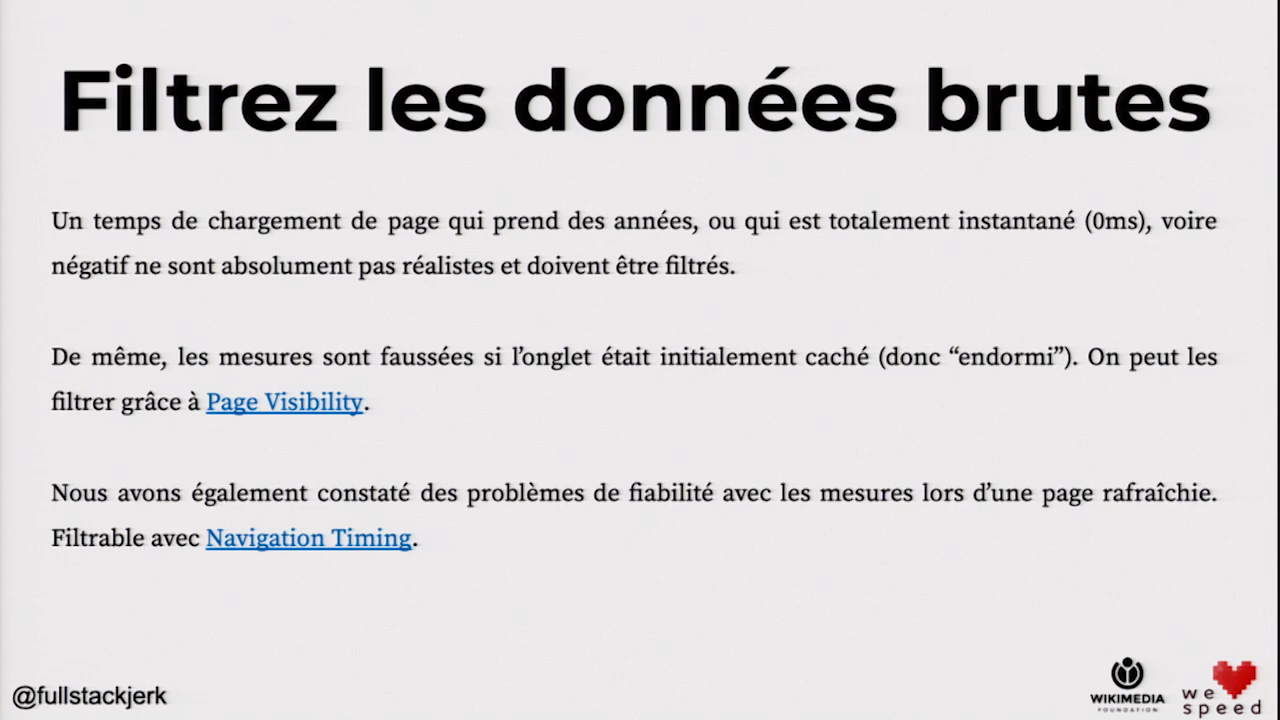 Filtrez les données brutes
Un temps de chargement de page qui prend des années, ou qui est totalement instantané (0ms), voire
négatif ne sont absolument pas réalistes et doivent être filtrés.
De même, les mesures sont faussées si l’onglet était initialement caché (donc “endormi”). On peut les
filtrer grâce à Page Visibility.
Nous avons également constaté des problèmes de fiabilité avec les mesures lors d’une page rafraîchie.
Filtrable avec Navigation Timing.
@fullstackjerk
WIKIMEDIA
FOUNDATION
we
speed